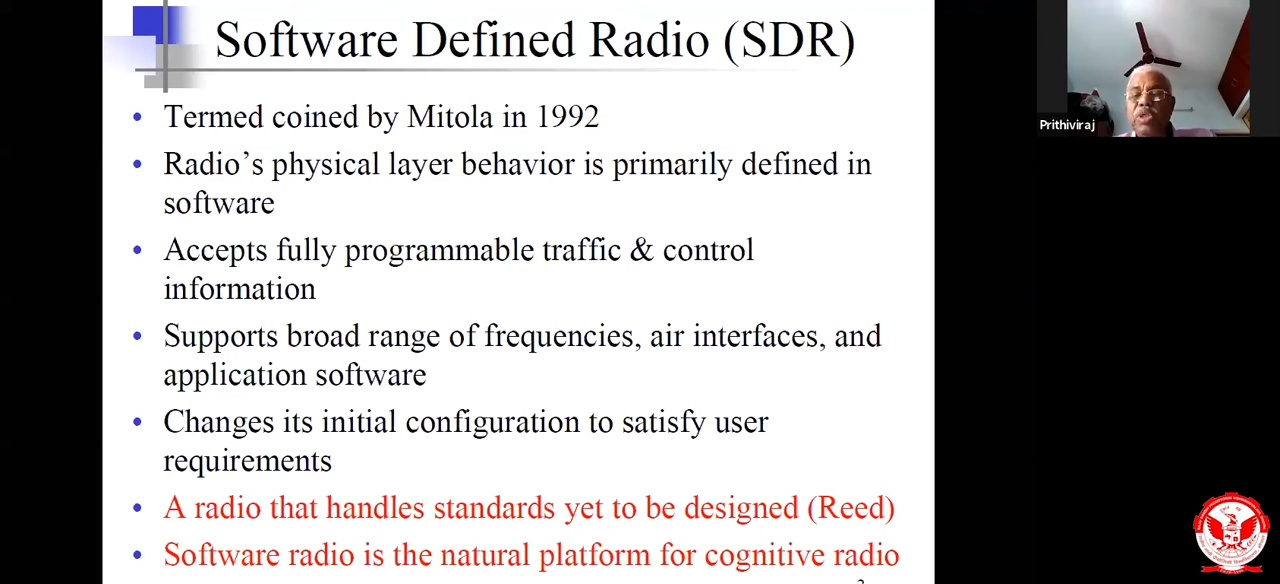 Software Defined Radio (SDR)
• Termed coined by Mitola in 1992
• Radio's physical layer behavior is primarily defined in
software
• Accepts fully programmable traffic & control
information
• Supports broad range of frequencies, air interfaces, and
application software
• Changes its initial configuration to satisfy user
requirements
• A radio that handles standards yet to be designed (Reed)
• Software radio is the natural platform for cognitive radio
Prithiviraj